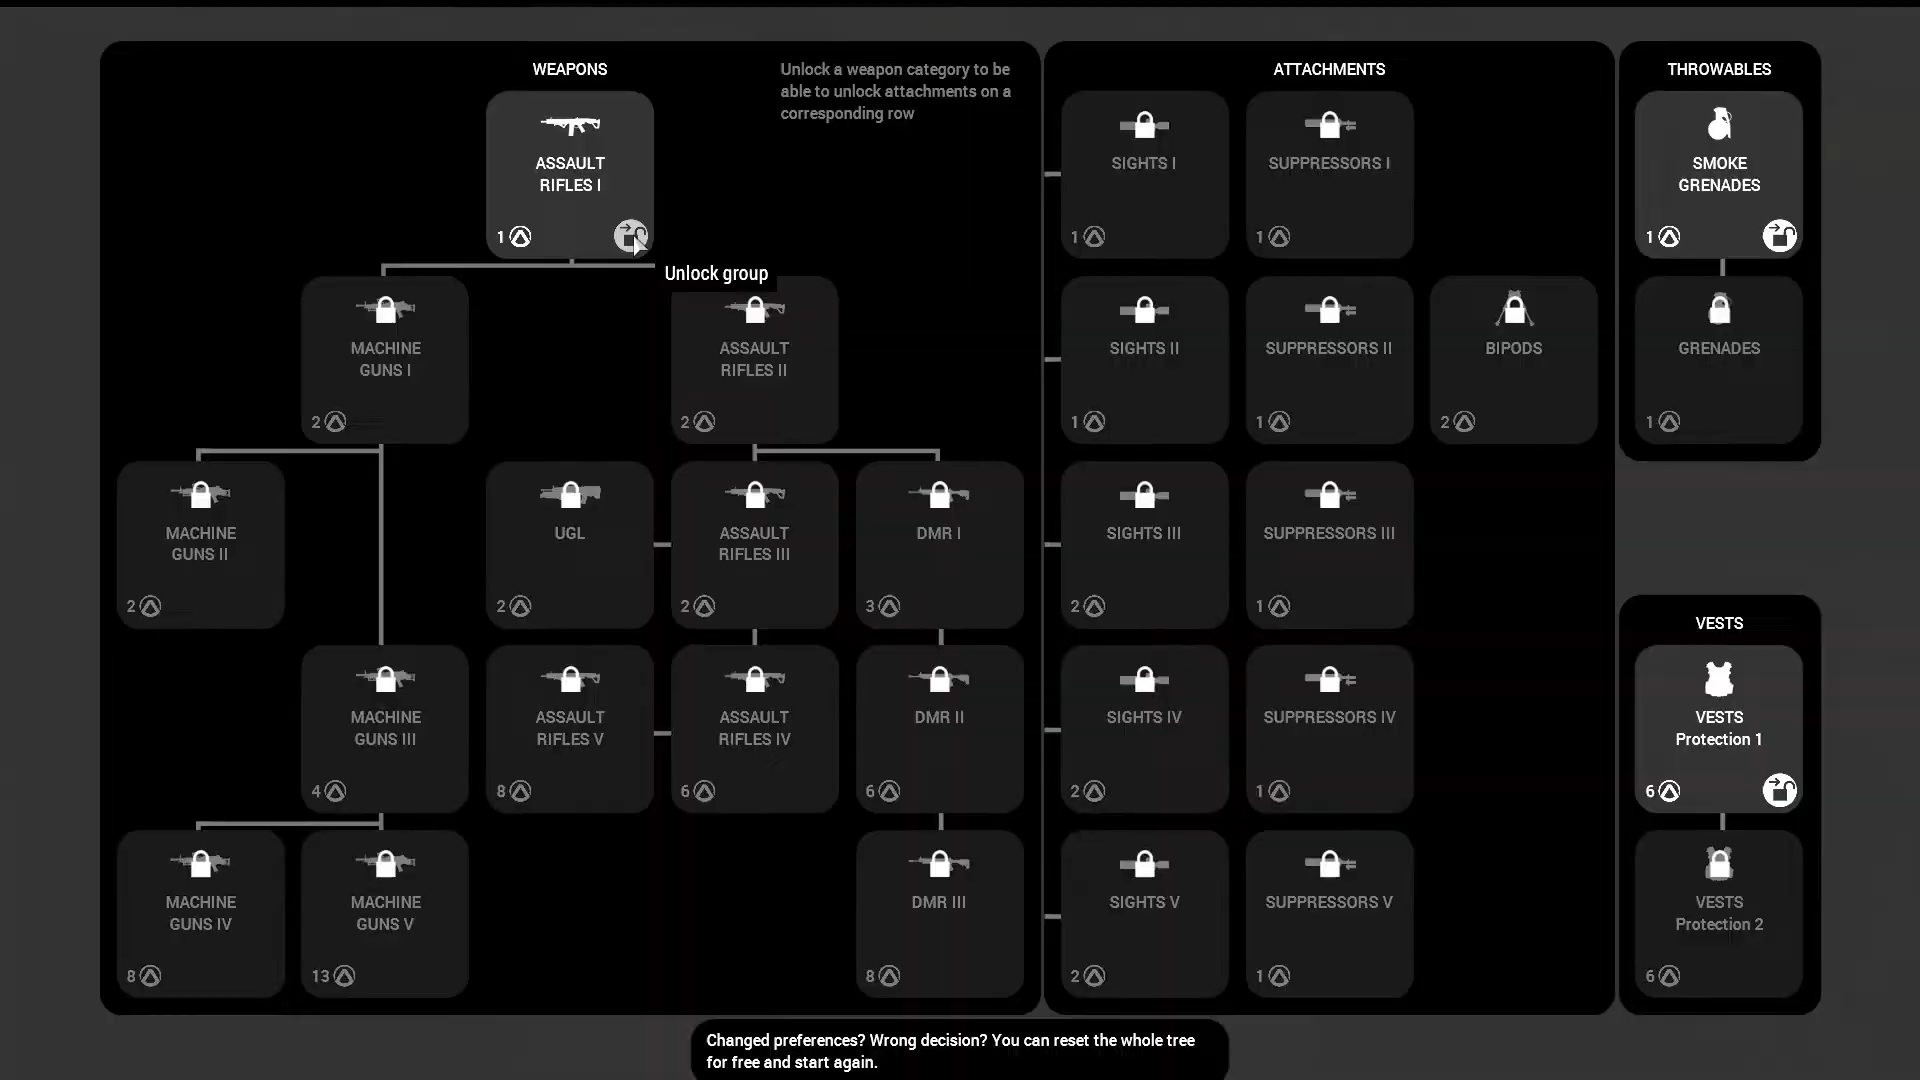 WEAPONS
Unlock a weapon category to be
able to unlock attachments on a
corresponding row
ASSAULT
RIFLES I
1
Unlock group
MACHINE
GUNS I
2
ASSAULT
RIFLES II
2
MACHINE
GUNS II
2
UGL
2
ASSAULT
RIFLES III
2
DMR I
3
MACHINE
GUNS III
4
ASSAULT
RIFLES V
8
ASSAULT
RIFLES IV
6
DMR II
6
MACHINE
GUNS IV
8
MACHINE
GUNS V
13
DMR III
8
ATTACHMENTS
SIGHTS I
1
SUPPRESSORS I
1
SIGHTS II
1
SUPPRESSORS II
1
BIPODS
2
SIGHTS III
2
SUPPRESSORS III
1
SIGHTS IV
2
SUPPRESSORS IV
1
SIGHTS V
2
SUPPRESSORS V
1
THROWABLES
SMOKE
GRENADES
1
GRENADES
1
VESTS
VESTS
Protection 1
6
VESTS
Protection 2
6
Changed preferences? Wrong decision? You can reset the whole tree
for free and start again.